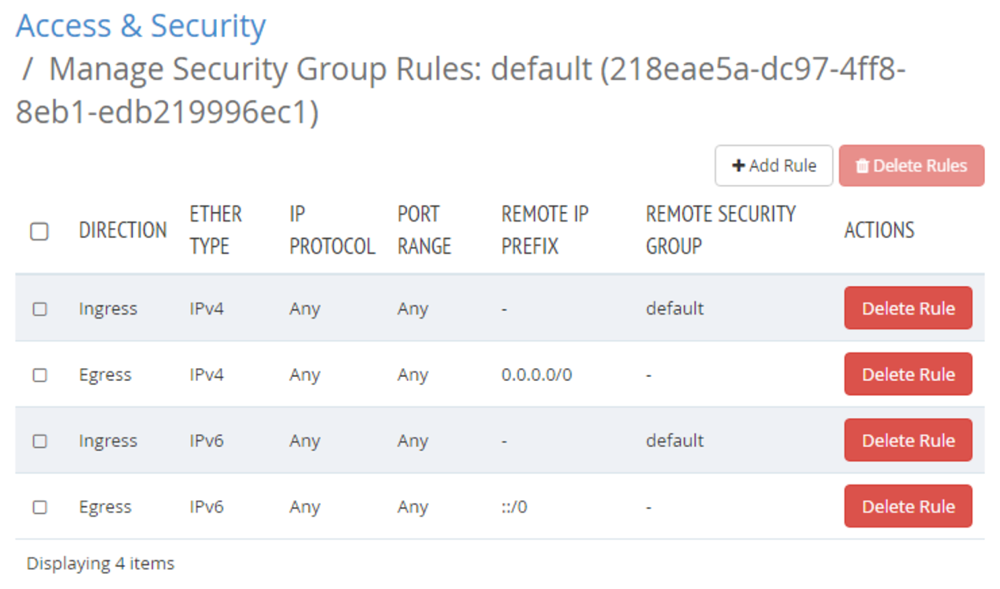 Access & Security
/ Manage Security Group Rules: default (218eae5a-dc97-4ff8-
8eb1-edb219996ec1)
Add Rule Delete Rules
DIRECTION ETHER TYPE IP PROTOCOL PORT RANGE REMOTE IP PREFIX REMOTE SECURITY GROUP ACTIONS
Ingress IPv4 Any Any - default Delete Rule
Egress IPv4 Any Any 0.0.0.0/0 - Delete Rule
Ingress IPv6 Any Any - default Delete Rule
Egress IPv6 Any Any ::/0 - Delete Rule
Displaying 4 items